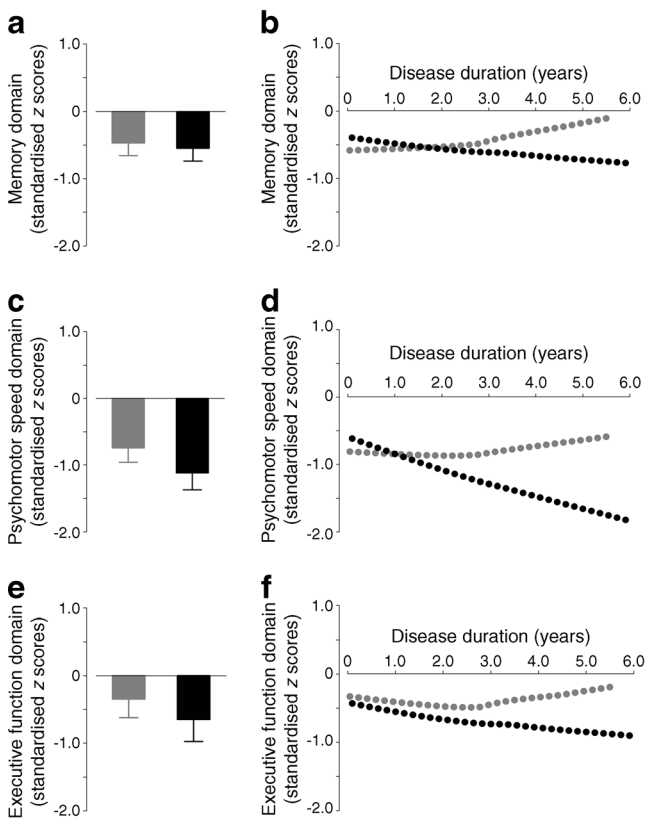 a
Memory domain
(standardised z scores)
1.0
0
-1.0
-2.0
b
Memory domain
(standardised z scores)
1.0
0
-1.0
-2.0
Disease duration (years)
0 1.0 2.0 3.0 4.0 5.0 6.0
c
Psychomotor speed domain
(standardised z scores)
1.0
0
-1.0
-2.0
d
Psychomotor speed domain
(standardised z scores)
1.0
0
-1.0
-2.0
Disease duration (years)
0 1.0 2.0 3.0 4.0 5.0 6.0
e
Executive function domain
(standardised z scores)
1.0
0
-1.0
-2.0
f
Executive function domain
(standardised z scores)
1.0
0
-1.0
-2.0
Disease duration (years)
0 1.0 2.0 3.0 4.0 5.0 6.0